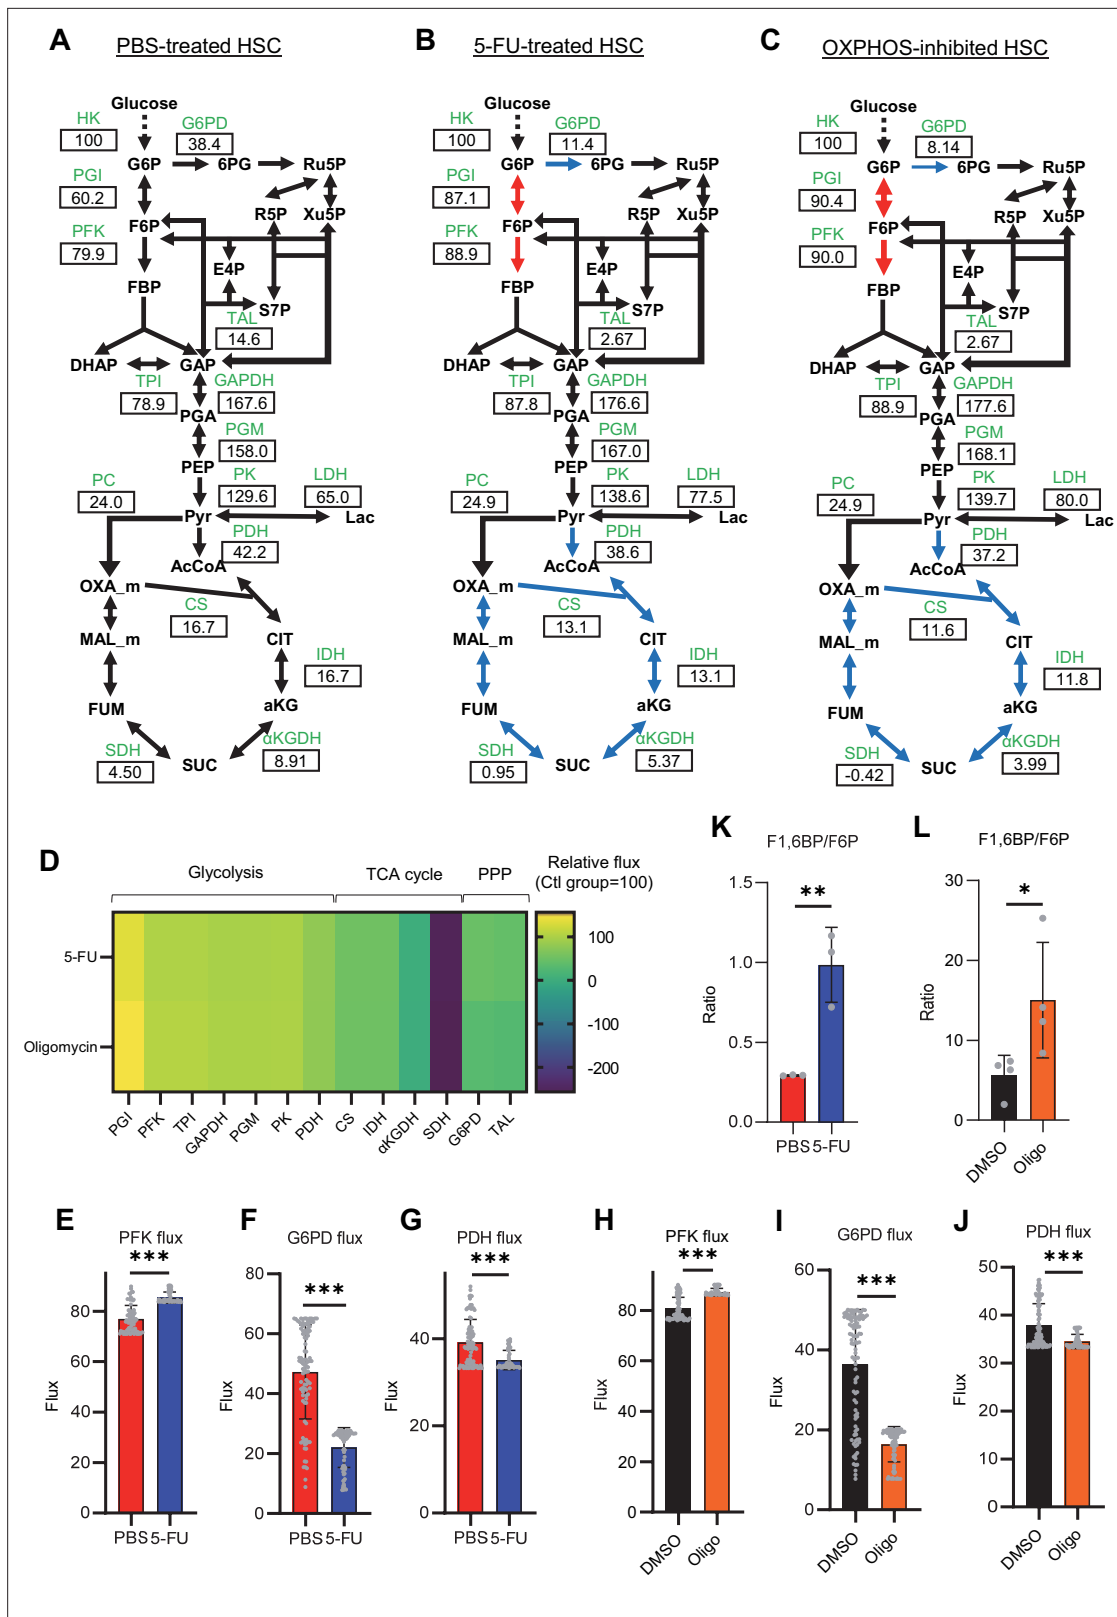 A PBS-treated HSC
Glucose
HK
100
G6PD
38.4
G6P
6PG
Ru5P
PGI
60.2
R5P
Xu5P
F6P
PFK
79.9
E4P
FBP
S7P
TAL
14.6
DHAP
GAP
TPI
78.9
GAPDH
167.6
PGA
PGM
158.0
PEP
PC
24.0
PK
129.6
LDH
65.0
Pyr
Lac
PDH
42.2
AcCoA
OXA_m
CS
16.7
MAL_m
CIT
IDH
16.7
FUM
aKG
SDH
4.50
SUC
αKGDH
8.91
B 5-FU-treated HSC
Glucose
HK
100
G6PD
11.4
G6P
6PG
Ru5P
PGI
87.1
R5P
Xu5P
F6P
PFK
88.9
E4P
FBP
S7P
TAL
2.67
DHAP
GAP
TPI
87.8
GAPDH
176.6
PGA
PGM
167.0
PEP
PC
24.9
PK
138.6
LDH
77.5
Pyr
Lac
PDH
38.6
AcCoA
OXA_m
CS
13.1
MAL_m
CIT
IDH
13.1
FUM
aKG
SDH
0.95
SUC
αKGDH
5.37
C OXPHOS-inhibited HSC
Glucose
HK
100
G6PD
8.14
G6P
6PG
Ru5P
PGI
90.4
R5P
Xu5P
F6P
PFK
90.0
E4P
FBP
S7P
TAL
2.67
DHAP
GAP
TPI
88.9
GAPDH
177.6
PGA
PGM
168.1
PEP
PC
24.9
PK
139.7
LDH
80.0
Pyr
Lac
PDH
37.2
AcCoA
OXA_m
CS
11.6
MAL_m
CIT
IDH
11.8
FUM
aKG
SDH
-0.42
SUC
αKGDH
3.99
D
Glycolysis TCA cycle PPP
Relative flux
(Ctl group=100)
5-FU
Oligomycin
100
0
-100
-200
PGI PFK TPI GAPDH PGM PK PDH CS IDH αKGDH SDH G6PD TAL
K
F1,6BP/F6P
**
Ratio
1.5
1.0
0.5
0.0
PBS 5-FU
L
F1,6BP/F6P
*
Ratio
30
20
10
0
DMSO Oligo
E
PFK flux
***
Flux
80
60
40
20
0
PBS 5-FU
F
G6PD flux
***
Flux
80
60
40
20
0
PBS 5-FU
G
PDH flux
***
Flux
40
20
0
PBS 5-FU
H
PFK flux
***
Flux
80
60
40
20
0
DMSO Oligo
I
G6PD flux
***
Flux
60
40
20
0
DMSO Oligo
J
PDH flux
***
Flux
50
40
30
20
10
0
DMSO Oligo